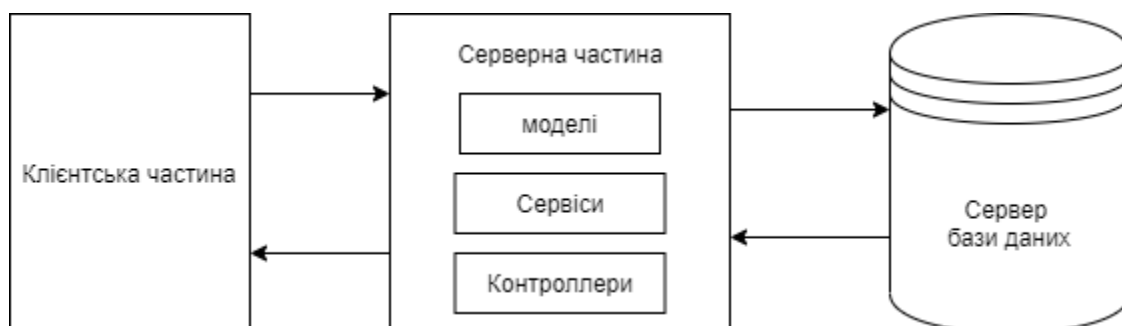 Клієнтська частина
Серверна частина
моделі
Сервіси
Контроллери
Сервер
бази даних